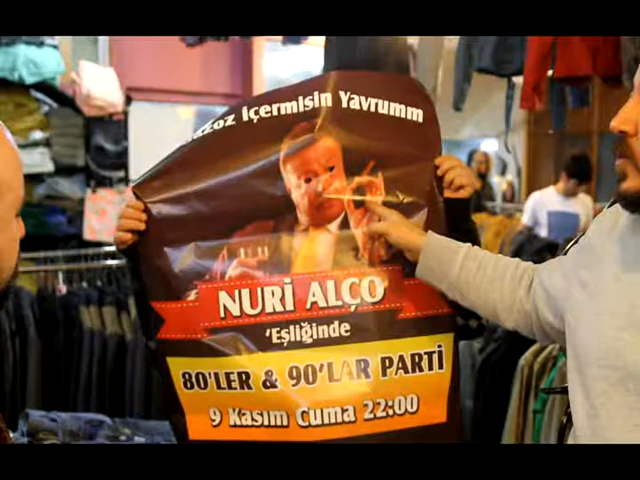 içermisin Yavrumm
NURİ ALÇO
'Eşliğinde
80'LER & 90'LAR PARTİ
9 Kasım Cuma 22:00